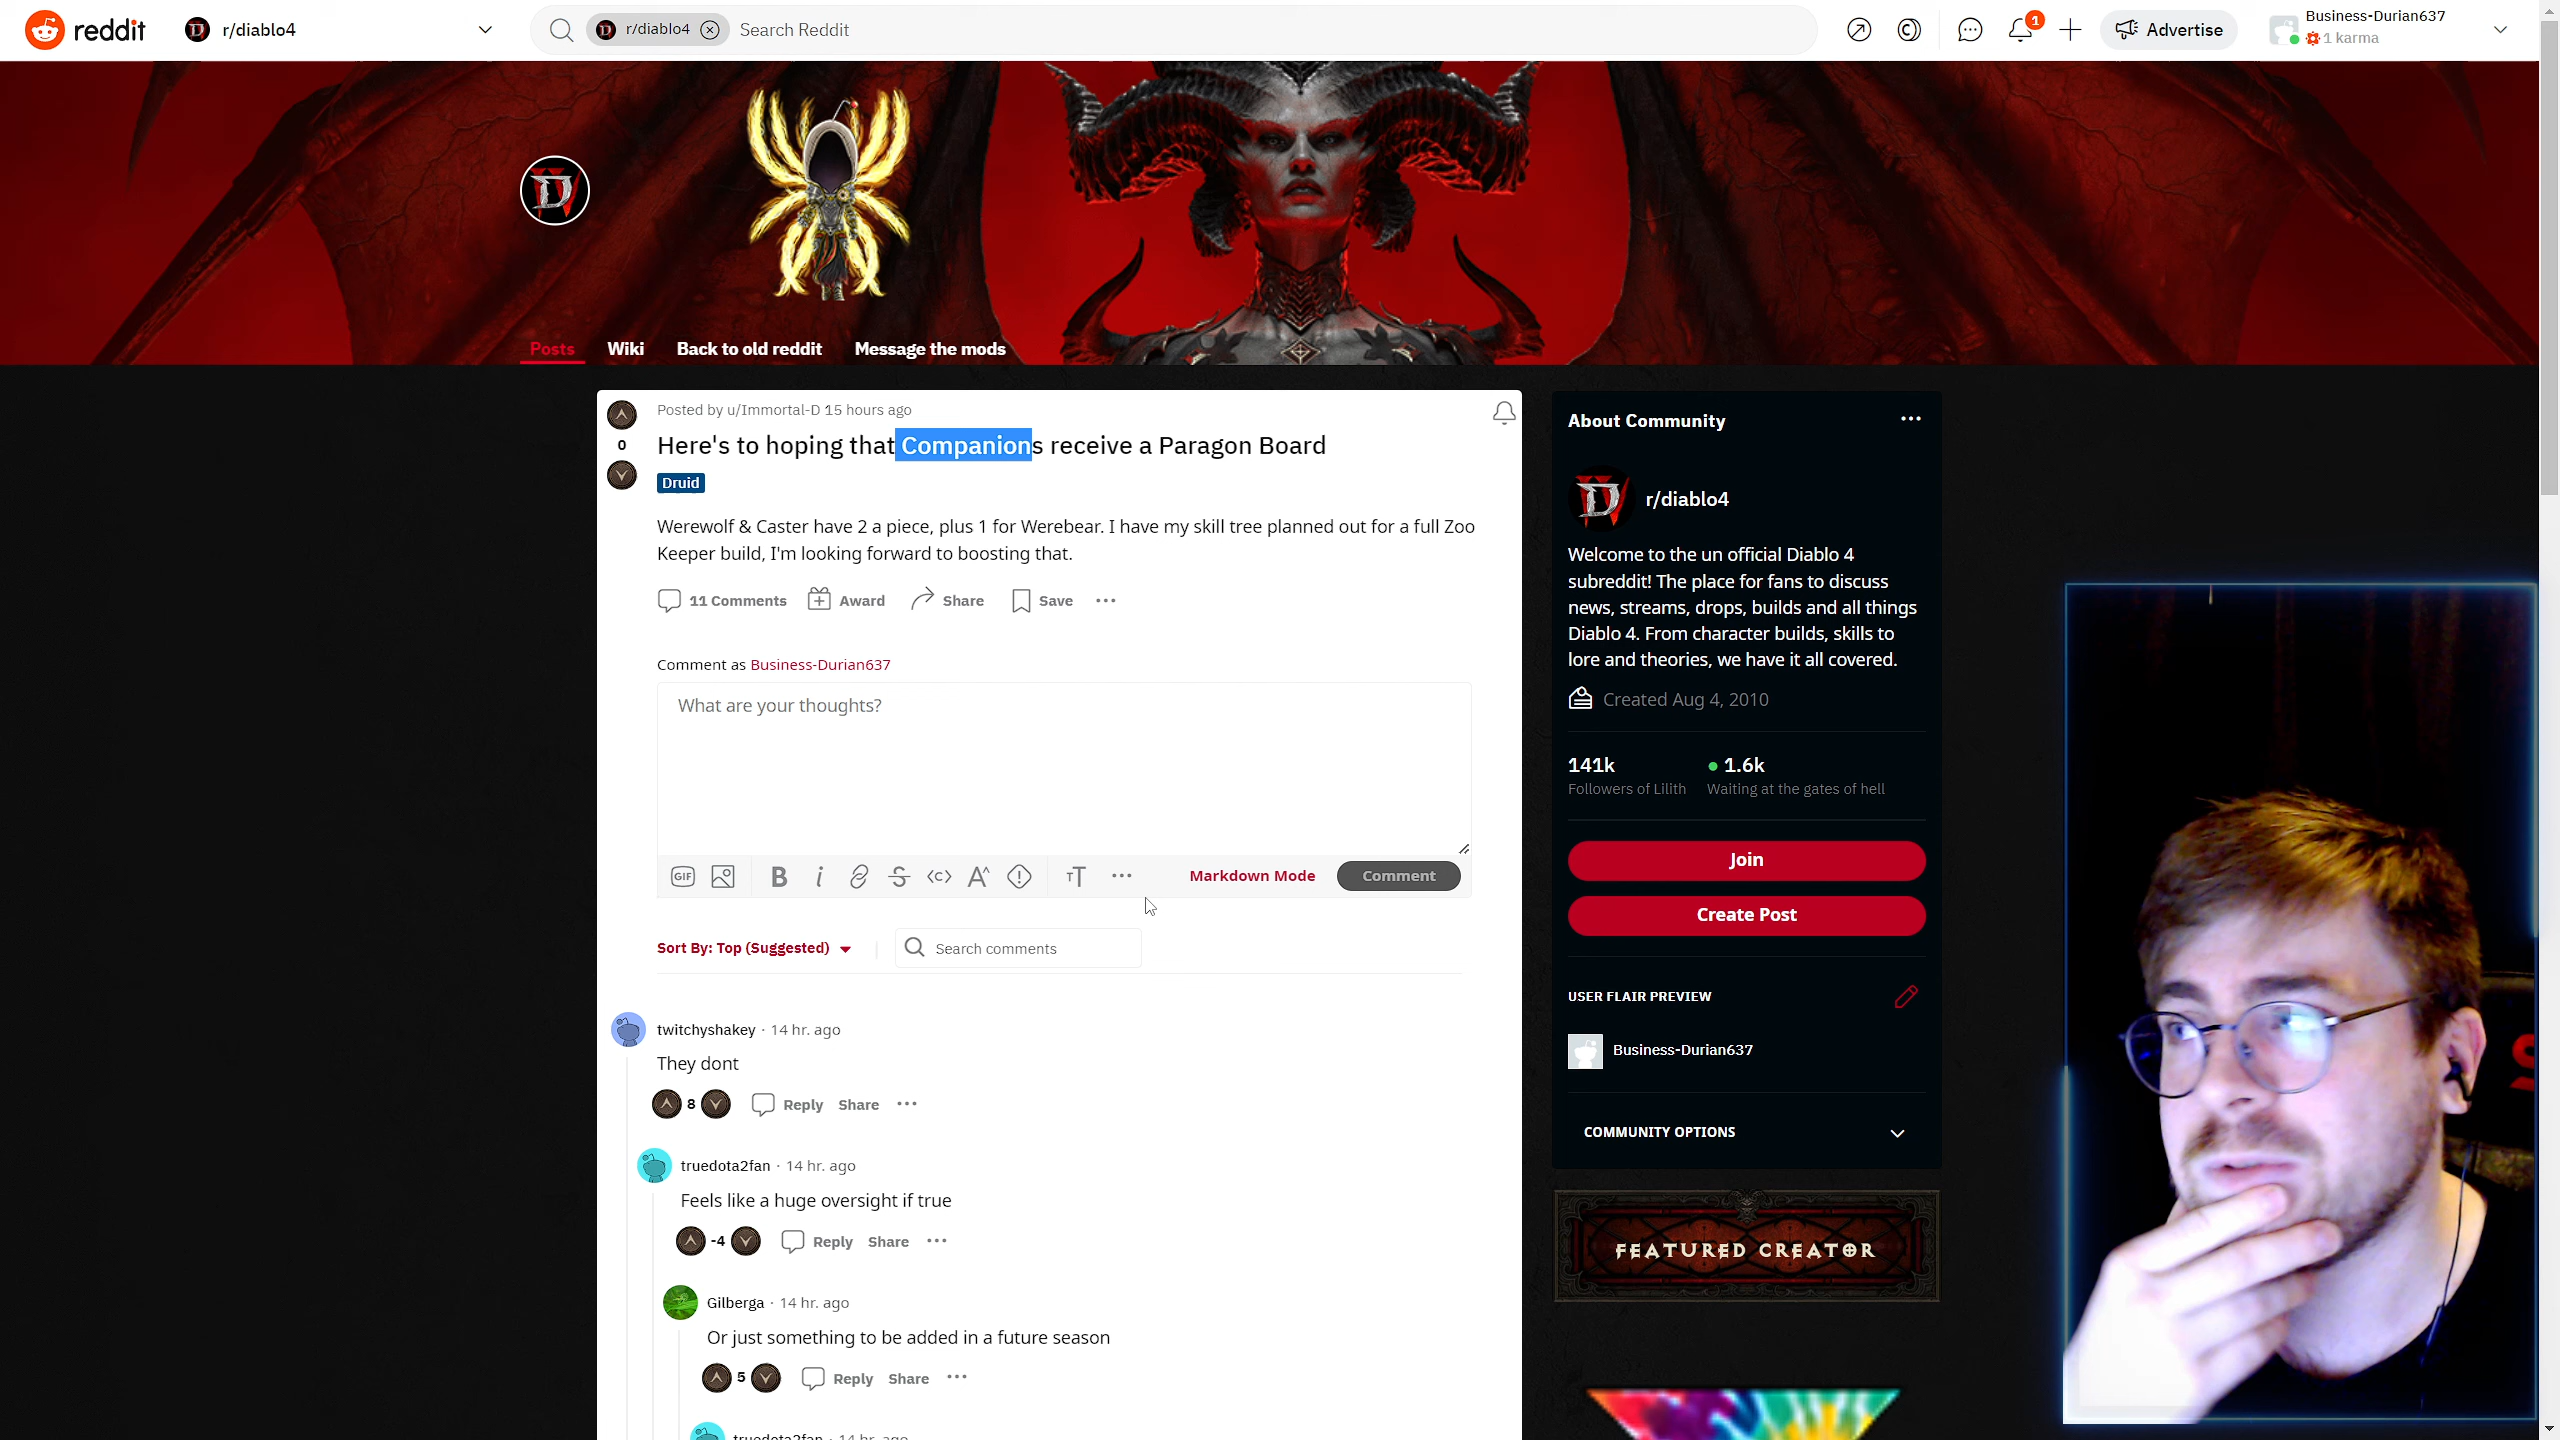 reddit
r/diablo4
r/diablo4
Search Reddit
1
Advertise
Business-Durian637
1 karma
Posts
Wiki
Back to old reddit
Message the mods
Posted by u/Immortal-D 15 hours ago
0
Here's to hoping that Companions receive a Paragon Board
Druid
Werewolf & Caster have 2 a piece, plus 1 for Werebear. I have my skill tree planned out for a full Zoo
Keeper build, I'm looking forward to boosting that.
11 Comments
Award
Share
Save
Comment as Business-Durian637
What are your thoughts?
GIF
Markdown Mode
Comment
Sort By: Top (Suggested)
Search comments
twitchyshakey · 14 hr. ago
They dont
8
Reply
Share
truedota2fan · 14 hr. ago
Feels like a huge oversight if true
-4
Reply
Share
Gilberga · 14 hr. ago
Or just something to be added in a future season
5
Reply
Share
truedota2fan · 14 hr. ago
About Community
r/diablo4
Welcome to the un official Diablo 4
subreddit! The place for fans to discuss
news, streams, drops, builds and all things
Diablo 4. From character builds, skills to
lore and theories, we have it all covered.
Created Aug 4, 2010
141k
1.6k
Followers of Lilith
Waiting at the gates of hell
Join
Create Post
USER FLAIR PREVIEW
Business-Durian637
COMMUNITY OPTIONS
FEATURED CREATOR